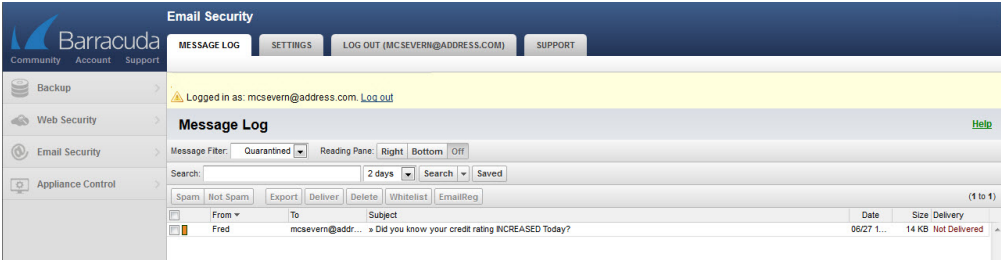 Email Security
Barracuda
MESSAGE LOG SETTINGS LOG OUT (MCSEVERN@ADDRESS.COM) SUPPORT
Community Account Support
Backup
Logged in as: mcsevern@address.com. Log out
Web Security
Message Log Help
Email Security
Message Filter: Quarantined Reading Pane: Right Bottom Off
Search: 2 days Search Saved
Appliance Control
Spam Not Spam Export Deliver Delete Whitelist EmailReg (1 to 1)
From To Subject Date Size Delivery
Fred mcsevern@addr... » Did you know your credit rating INCREASED Today? 06/27 1... 14 KB Not Delivered